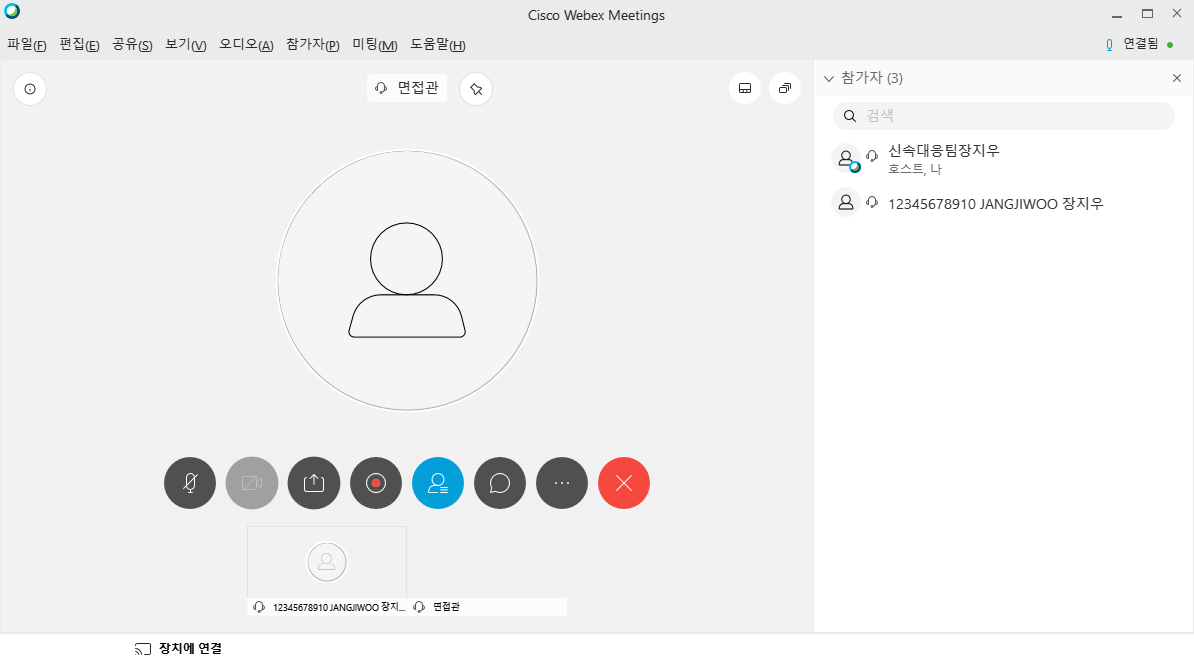 Cisco Webex Meetings
파일(F) 편집(E) 공유(S) 보기(V) 오디오(A) 참가자(P) 미팅(M) 도움말(H)
연결됨
면접관
참가자 (3)
검색
신속대응팀장지우
호스트, 나
12345678910 JANGJIWOO 장지우
12345678910 JANGJIWOO 장지... 면접관
장치에 연결